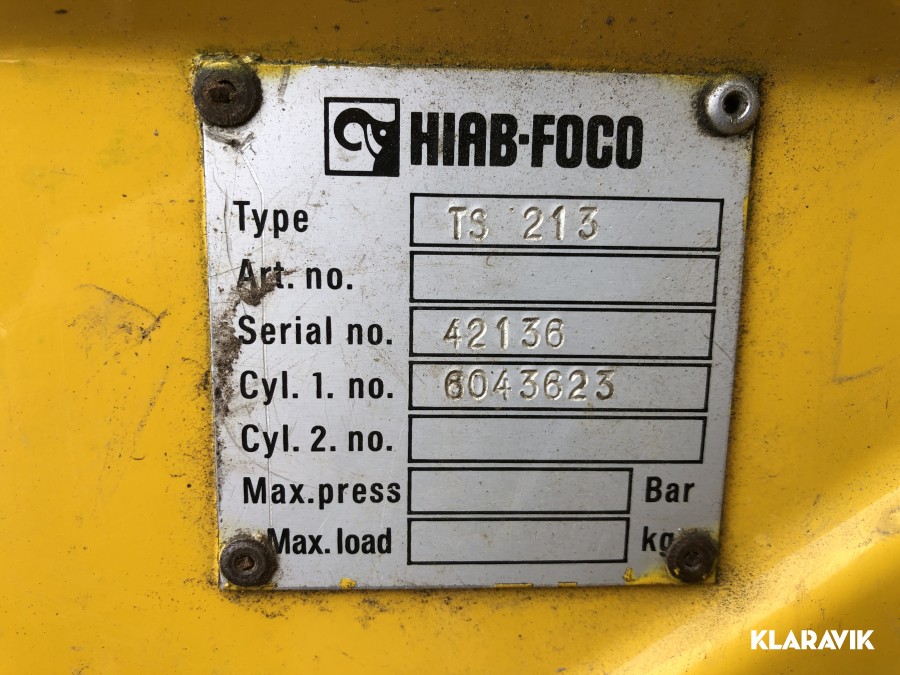 HIAB-FOCO
Type TS 213
Art. no.
Serial no. 42136
Cyl. 1. no. 6043623
Cyl. 2. no.
Max.press Bar
Max. load kg
KLARAVIK